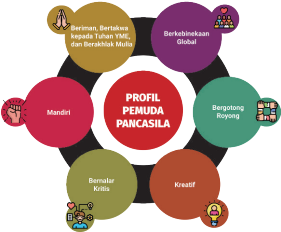 Beriman, Bertakwa
kepada Tuhan YME,
dan Berakhlak Mulia
Berkebinekaan
Global
Mandiri
PROFIL
PEMUDA
PANCASILA
Bergotong
Royong
Bernalar
Kritis
Kreatif